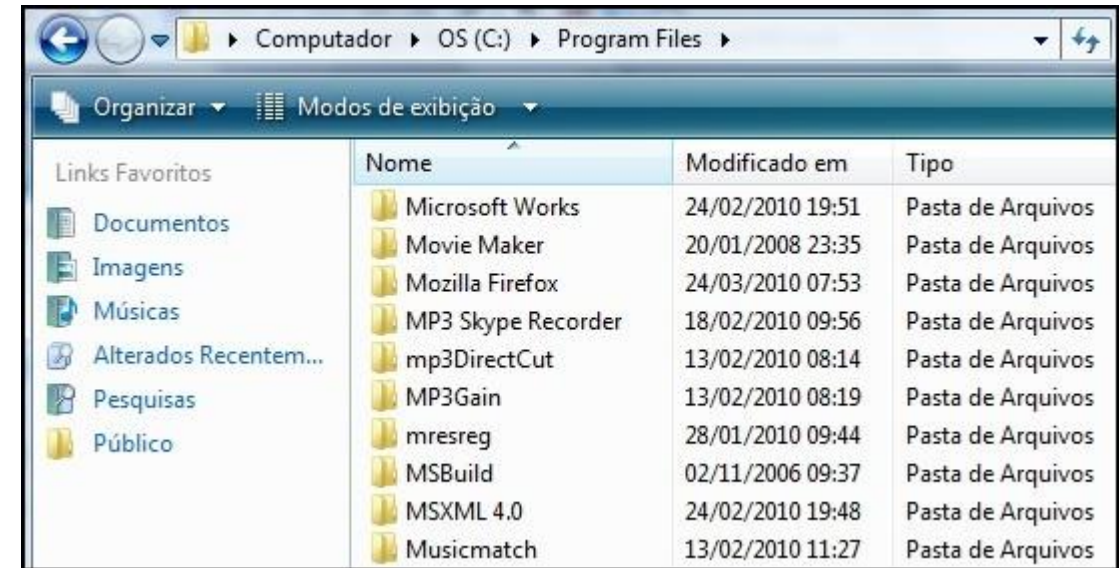 Computador ▸ OS (C:) ▸ Program Files ▸
Organizar Modos de exibição
Links Favoritos
Documentos
Imagens
Músicas
Alterados Recentem...
Pesquisas
Público
Nome Modificado em Tipo
Microsoft Works 24/02/2010 19:51 Pasta de Arquivos
Movie Maker 20/01/2008 23:35 Pasta de Arquivos
Mozilla Firefox 24/03/2010 07:53 Pasta de Arquivos
MP3 Skype Recorder 18/02/2010 09:56 Pasta de Arquivos
mp3DirectCut 13/02/2010 08:14 Pasta de Arquivos
MP3Gain 13/02/2010 08:19 Pasta de Arquivos
mresreg 28/01/2010 09:44 Pasta de Arquivos
MSBuild 02/11/2006 09:37 Pasta de Arquivos
MSXML 4.0 24/02/2010 19:48 Pasta de Arquivos
Musicmatch 13/02/2010 11:27 Pasta de Arquivos